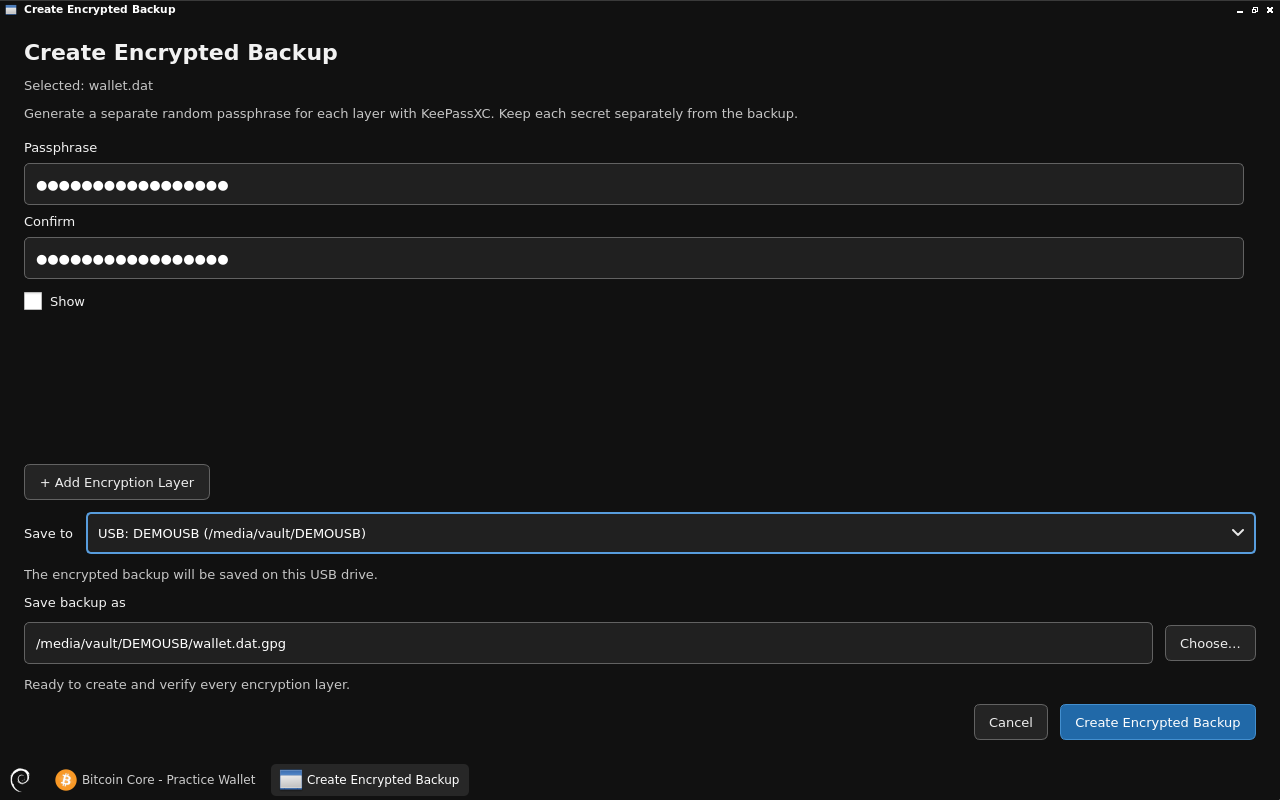 Create Encrypted Backup
Create Encrypted Backup
Selected: wallet.dat
Generate a separate random passphrase for each layer with KeePassXC. Keep each secret separately from the backup.
Passphrase
●●●●●●●●●●●●●●●●●
Confirm
●●●●●●●●●●●●●●●●●
Show
+ Add Encryption Layer
Save to USB: DEMOUSB (/media/vault/DEMOUSB)
The encrypted backup will be saved on this USB drive.
Save backup as
/media/vault/DEMOUSB/wallet.dat.gpg Choose...
Ready to create and verify every encryption layer.
Cancel Create Encrypted Backup
Bitcoin Core - Practice Wallet Create Encrypted Backup